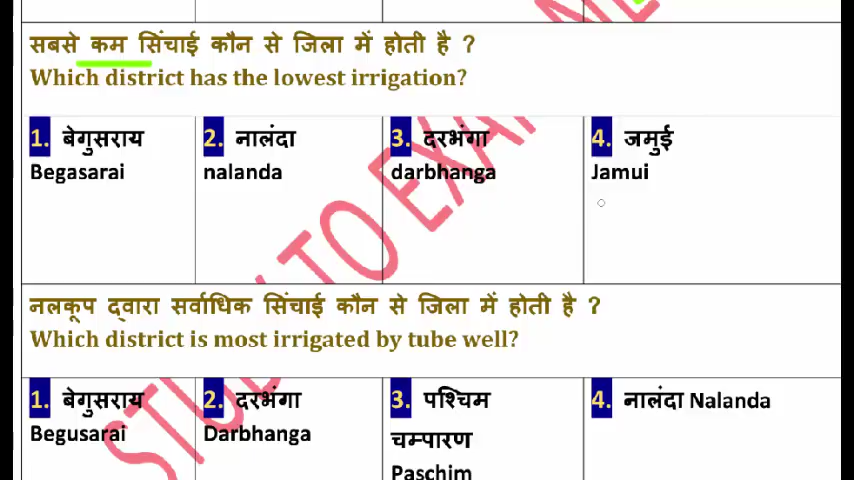 सबसे कम सिंचाई कौन से जिला में होती है ?
Which district has the lowest irrigation?
1. बेगुसराय
Begasarai
2. नालंदा
nalanda
3. दरभंगा
darbhanga
4. जमुई
Jamui
नलकूप द्वारा सर्वाधिक सिंचाई कौन से जिला में होती है ?
Which district is most irrigated by tube well?
1. बेगुसराय
Begusarai
2. दरभंगा
Darbhanga
3. पश्चिम
चम्पारण
Paschim
4. नालंदा Nalanda